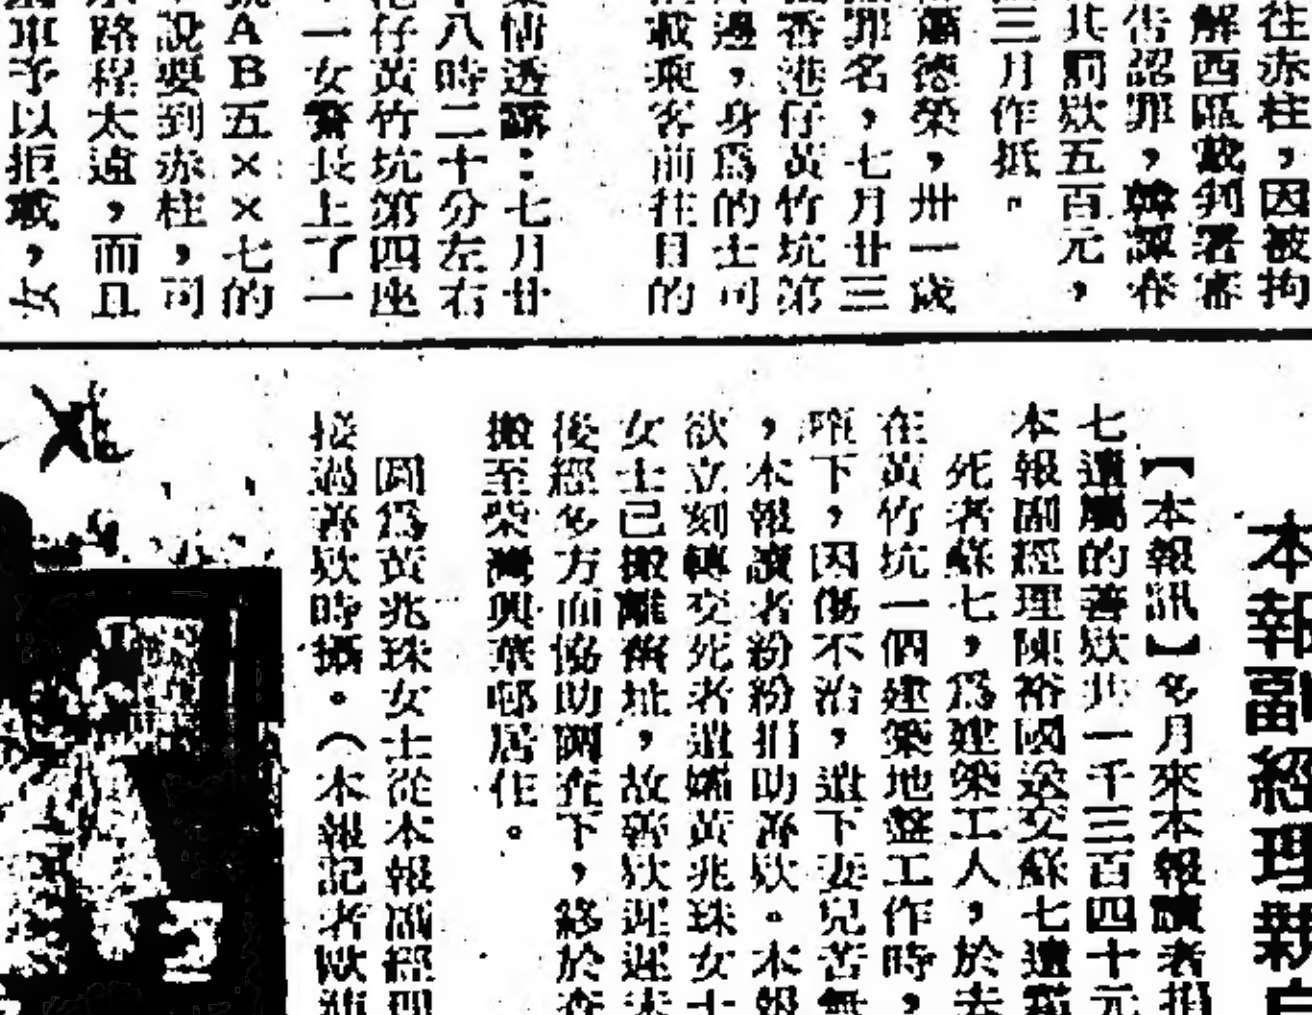 往赤柱，因被拘
解西區裁判署審
告認罪，韓譚春
共罰欵五百元，
三月作抵。
蕭德榮，卅一歲
罪名，七月廿三
香港仔黃竹坑第
邊，身爲的士司
載乘客前往目的
情透露：七月廿
八時二十分左右
仔黃竹坑第四座
一女警長上了一
AB五××七的
說要到赤柱，司
路程太遠，而且
車予以拒載，女
本報副經理親自
【本報訊】多月來本報讀者捐
七遺屬的善欵共一千三百四十元
本報副經理陳裕國送交蘇七遺孀
死者蘇七，爲建築工人，於去
在黃竹坑一個建築地盤工作時，
墮下，因傷不治，遺下妻兒苦無
，本報讀者紛紛捐助善欵。本報
欲立刻轉交死者遺孀黃兆珠女士
女士已搬離舊址，故善欵遲遲未
後經多方面協助調查下，終於查
搬至柴灣興華邨居住。
圖爲黃兆珠女士從本報副經理
接過善欵時攝。（本報記者歐